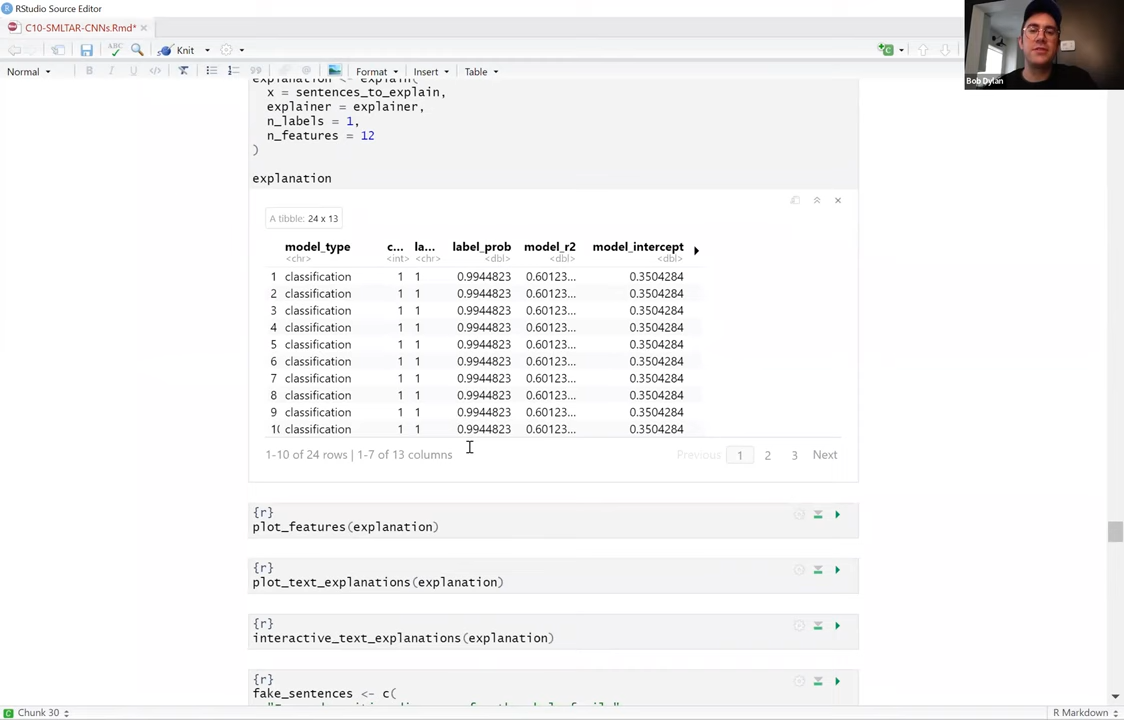 RStudio Source Editor
C10-SMLTAR-CNNs.Rmd*
ABC
Knit
Normal
B I U </>
Format
Insert
Table
Bob Dylan
explanation <- explain(
x = sentences_to_explain,
explainer = explainer,
n_labels = 1,
n_features = 12
)
explanation
A tibble: 24 x 13
model_type c... la... label_prob model_r2 model_intercept
<chr> <int> <chr> <dbl> <dbl> <dbl>
1 classification 1 1 0.9944823 0.60123... 0.3504284
2 classification 1 1 0.9944823 0.60123... 0.3504284
3 classification 1 1 0.9944823 0.60123... 0.3504284
4 classification 1 1 0.9944823 0.60123... 0.3504284
5 classification 1 1 0.9944823 0.60123... 0.3504284
6 classification 1 1 0.9944823 0.60123... 0.3504284
7 classification 1 1 0.9944823 0.60123... 0.3504284
8 classification 1 1 0.9944823 0.60123... 0.3504284
9 classification 1 1 0.9944823 0.60123... 0.3504284
10 classification 1 1 0.9944823 0.60123... 0.3504284
1-10 of 24 rows | 1-7 of 13 columns
Previous 1 2 3 Next
{r}
plot_features(explanation)
{r}
plot_text_explanations(explanation)
{r}
interactive_text_explanations(explanation)
{r}
fake_sentences <- c(
Chunk 30
R Markdown